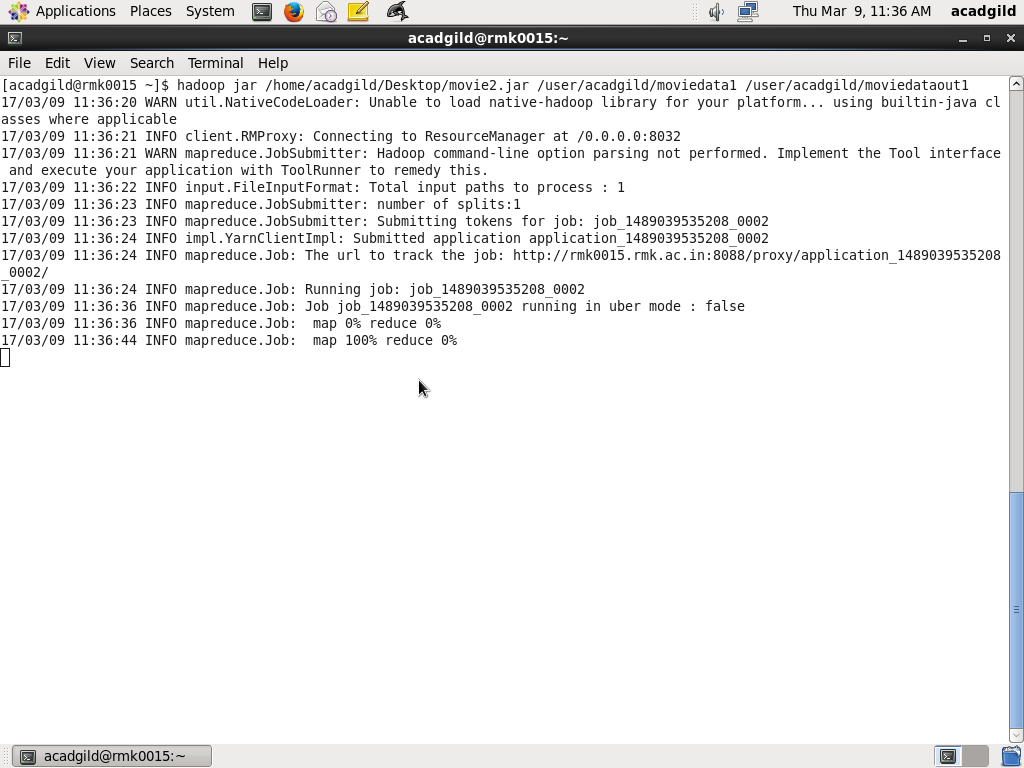 Applications Places System Thu Mar 9, 11:36 AM acadgild
acadgild@rmk0015:~
File Edit View Search Terminal Help
[acadgild@rmk0015 ~]$ hadoop jar /home/acadgild/Desktop/movie2.jar /user/acadgild/moviedata1 /user/acadgild/moviedataout1
17/03/09 11:36:20 WARN util.NativeCodeLoader: Unable to load native-hadoop library for your platform... using builtin-java cl
asses where applicable
17/03/09 11:36:21 INFO client.RMProxy: Connecting to ResourceManager at /0.0.0.0:8032
17/03/09 11:36:21 WARN mapreduce.JobSubmitter: Hadoop command-line option parsing not performed. Implement the Tool interface
 and execute your application with ToolRunner to remedy this.
17/03/09 11:36:22 INFO input.FileInputFormat: Total input paths to process : 1
17/03/09 11:36:23 INFO mapreduce.JobSubmitter: number of splits:1
17/03/09 11:36:23 INFO mapreduce.JobSubmitter: Submitting tokens for job: job_1489039535208_0002
17/03/09 11:36:24 INFO impl.YarnClientImpl: Submitted application application_1489039535208_0002
17/03/09 11:36:24 INFO mapreduce.Job: The url to track the job: http://rmk0015.rmk.ac.in:8088/proxy/application_1489039535208
_0002/
17/03/09 11:36:24 INFO mapreduce.Job: Running job: job_1489039535208_0002
17/03/09 11:36:36 INFO mapreduce.Job: Job job_1489039535208_0002 running in uber mode : false
17/03/09 11:36:36 INFO mapreduce.Job:  map 0% reduce 0%
17/03/09 11:36:44 INFO mapreduce.Job:  map 100% reduce 0%
acadgild@rmk0015:~